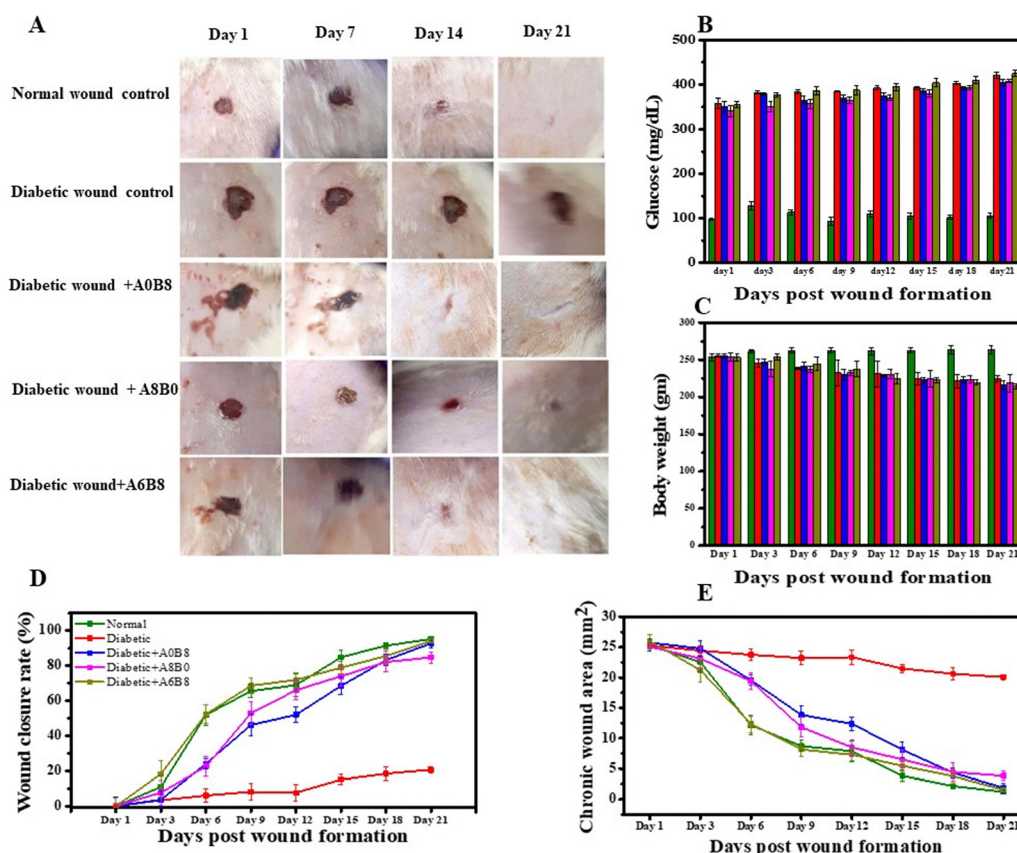 A
Day 1 Day 7 Day 14 Day 21
Normal wound control
Diabetic wound control
Diabetic wound +A0B8
Diabetic wound + A8B0
Diabetic wound+A6B8
B
500
400
300
200
100
0
Glucose (mg/dL)
day1 day3 day6 day 9 day12 day 15 day 18 day21
Days post wound formation
C
300
250
200
150
100
50
0
Body weight (gm)
Day 1 Day 3 Day 6 Day 9 Day 12 Day 15 Day 18 Day 21
Days post wound formation
D
100
80
60
40
20
0
Wound closure rate (%)
Normal
Diabetic
Diabetic+A0B8
Diabetic+A8B0
Diabetic+A6B8
Day 1 Day 3 Day 6 Day 9 Day 12 Day 15 Day 18 Day 21
Days post wound formation
E
30
25
20
15
10
5
0
Chronic wound area (mm2)
Day 1 Day 3 Day 6 Day 9 Day 12 Day 15 Day 18 Day 21
Days post wound formation